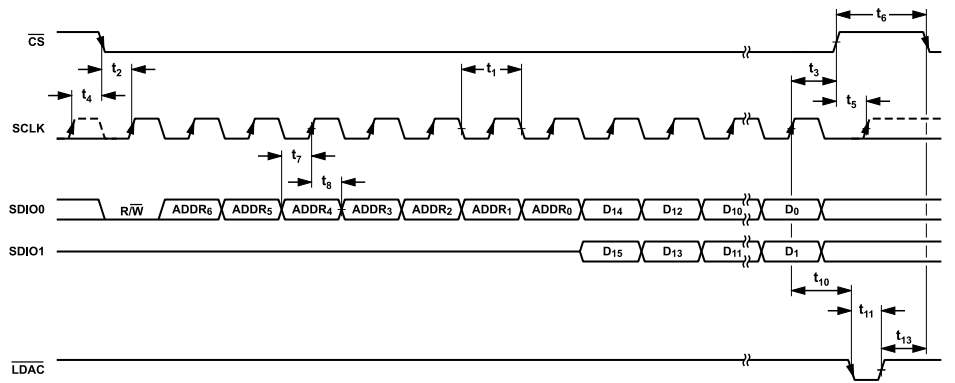 t6
CS
t2
t1
t3
t4
t5
SCLK
t7
t8
SDIO0 R/W ADDR6 ADDR5 ADDR4 ADDR3 ADDR2 ADDR1 ADDR0 D14 D12 D10 D0
SDIO1 D15 D13 D11 D1
t10
t11
t13
LDAC